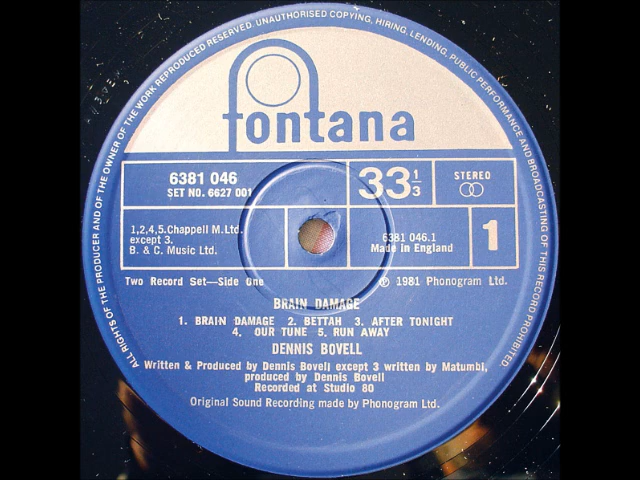 ALL RIGHTS OF THE PRODUCER AND OF THE OWNER OF THE WORK REPRODUCED RESERVED. UNAUTHORISED COPYING, HIRING, LENDING, PUBLIC PERFORMANCE AND BROADCASTING OF THIS RECORD PROHIBITED.
fontana
6381 046
SET NO. 6627 001
33 1/3
STEREO
1,2,4,5.Chappell M.Ltd.
except 3.
B. & C. Music Ltd.
6381 046.1
Made in England
1
Two Record Set—Side One
℗ 1981 Phonogram Ltd.
BRAIN DAMAGE
1. BRAIN DAMAGE 2. BETTAH 3. AFTER TONIGHT
4. OUR TUNE 5. RUN AWAY
DENNIS BOVELL
Written & Produced by Dennis Bovell except 3 written by Matumbi,
produced by Dennis Bovell
Recorded at Studio 80
Original Sound Recording made by Phonogram Ltd.